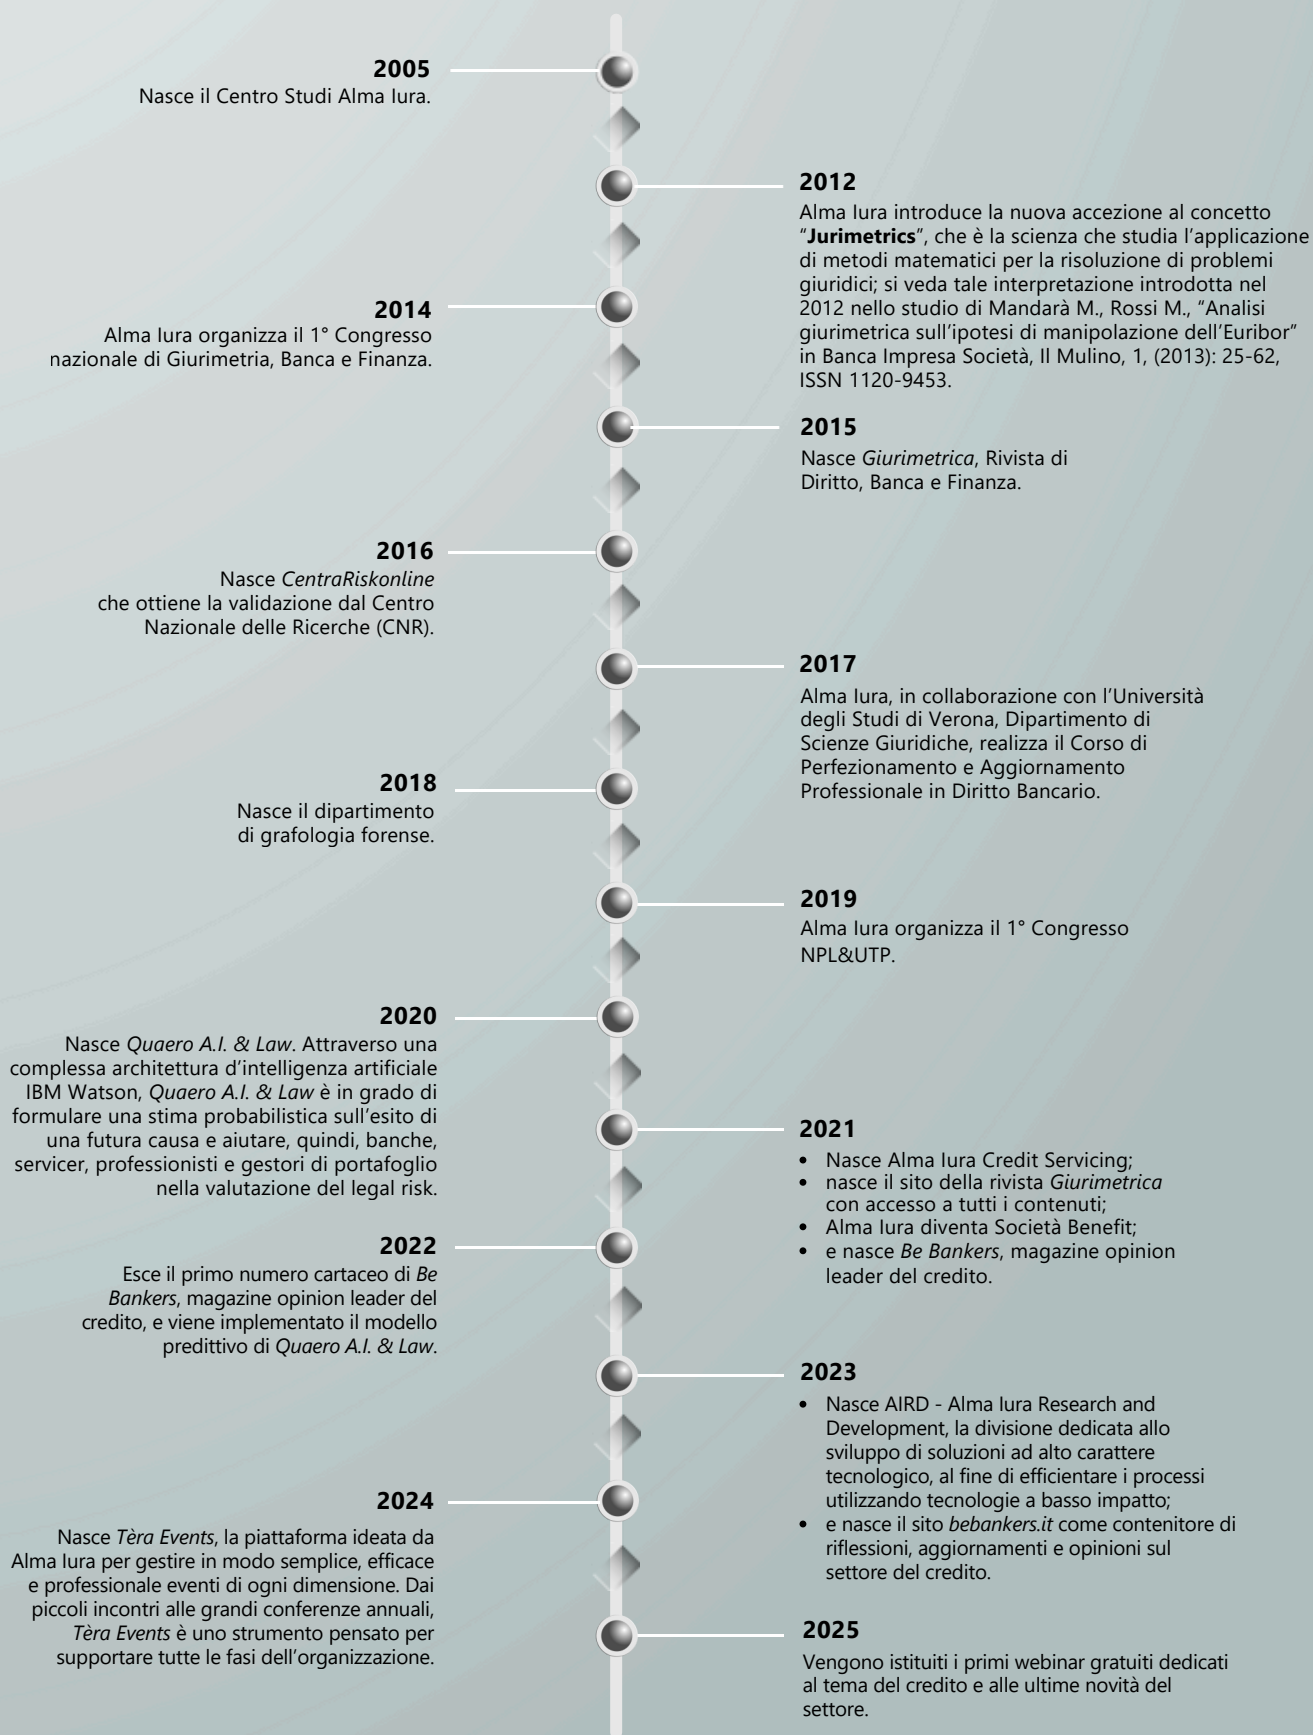 2005
Nasce il Centro Studi Alma Iura.
2012
Alma Iura introduce la nuova accezione al concetto
“Jurimetrics”, che è la scienza che studia l’applicazione
di metodi matematici per la risoluzione di problemi
giuridici; si veda tale interpretazione introdotta nel
2012 nello studio di Mandarà M., Rossi M., “Analisi
giurimetrica sull’ipotesi di manipolazione dell’Euribor”
in Banca Impresa Società, Il Mulino, 1, (2013): 25-62,
ISSN 1120-9453.
2014
Alma Iura organizza il 1° Congresso
nazionale di Giurimetria, Banca e Finanza.
2015
Nasce Giurimetrica, Rivista di
Diritto, Banca e Finanza.
2016
Nasce CentraRiskonline
che ottiene la validazione dal Centro
Nazionale delle Ricerche (CNR).
2017
Alma Iura, in collaborazione con l’Università
degli Studi di Verona, Dipartimento di
Scienze Giuridiche, realizza il Corso di
Perfezionamento e Aggiornamento
Professionale in Diritto Bancario.
2018
Nasce il dipartimento
di grafologia forense.
2019
Alma Iura organizza il 1° Congresso
NPL&UTP.
2020
Nasce Quaero A.I. & Law. Attraverso una
complessa architettura d’intelligenza artificiale
IBM Watson, Quaero A.I. & Law è in grado di
formulare una stima probabilistica sull’esito di
una futura causa e aiutare, quindi, banche,
servicer, professionisti e gestori di portafoglio
nella valutazione del legal risk.
2021
• Nasce Alma Iura Credit Servicing;
• nasce il sito della rivista Giurimetrica
con accesso a tutti i contenuti;
• Alma Iura diventa Società Benefit;
• e nasce Be Bankers, magazine opinion
leader del credito.
2022
Esce il primo numero cartaceo di Be
Bankers, magazine opinion leader del
credito, e viene implementato il modello
predittivo di Quaero A.I. & Law.
2023
• Nasce AIRD - Alma Iura Research and
Development, la divisione dedicata allo
sviluppo di soluzioni ad alto carattere
tecnologico, al fine di efficientare i processi
utilizzando tecnologie a basso impatto;
• e nasce il sito bebankers.it come contenitore di
riflessioni, aggiornamenti e opinioni sul
settore del credito.
2024
Nasce Tèra Events, la piattaforma ideata da
Alma Iura per gestire in modo semplice, efficace
e professionale eventi di ogni dimensione. Dai
piccoli incontri alle grandi conferenze annuali,
Tèra Events è uno strumento pensato per
supportare tutte le fasi dell’organizzazione.
2025
Vengono istituiti i primi webinar gratuiti dedicati
al tema del credito e alle ultime novità del
settore.